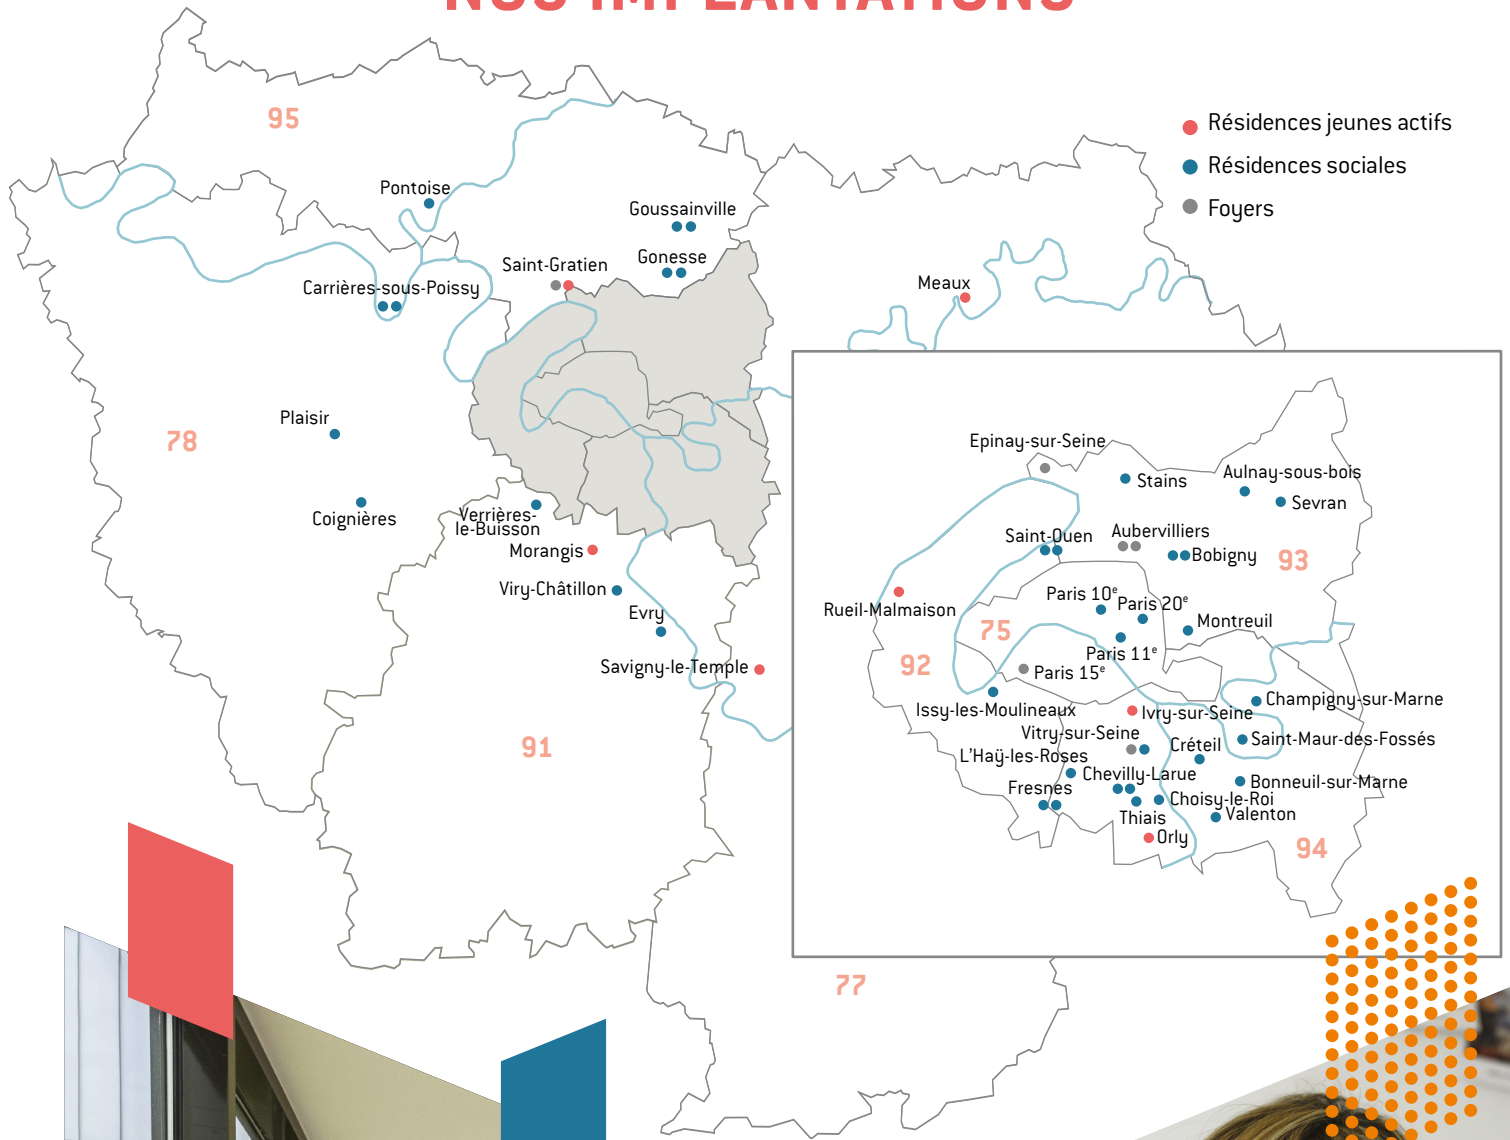 NOS IMPLANTATIONS
95
Résidences jeunes actifs
Résidences sociales
Foyers
Pontoise
Goussainville
Gonesse
Saint-Gratien
Carrières-sous-Poissy
Meaux
Plaisir
78
Coignières
Verrières-
le-Buisson
Morangis
Viry-Châtillon
Evry
Savigny-le-Temple
91
77
Epinay-sur-Seine
Stains
Aulnay-sous-bois
Sevran
Saint-Ouen
Aubervilliers
Bobigny
93
Rueil-Malmaison
Paris 10e
Paris 20e
75
Montreuil
Paris 11e
92
Paris 15e
Issy-les-Moulineaux
Ivry-sur-Seine
Champigny-sur-Marne
Vitry-sur-Seine
Créteil
Saint-Maur-des-Fossés
L'Haÿ-les-Roses
Chevilly-Larue
Bonneuil-sur-Marne
Fresnes
Choisy-le-Roi
Thiais
Valenton
Orly
94